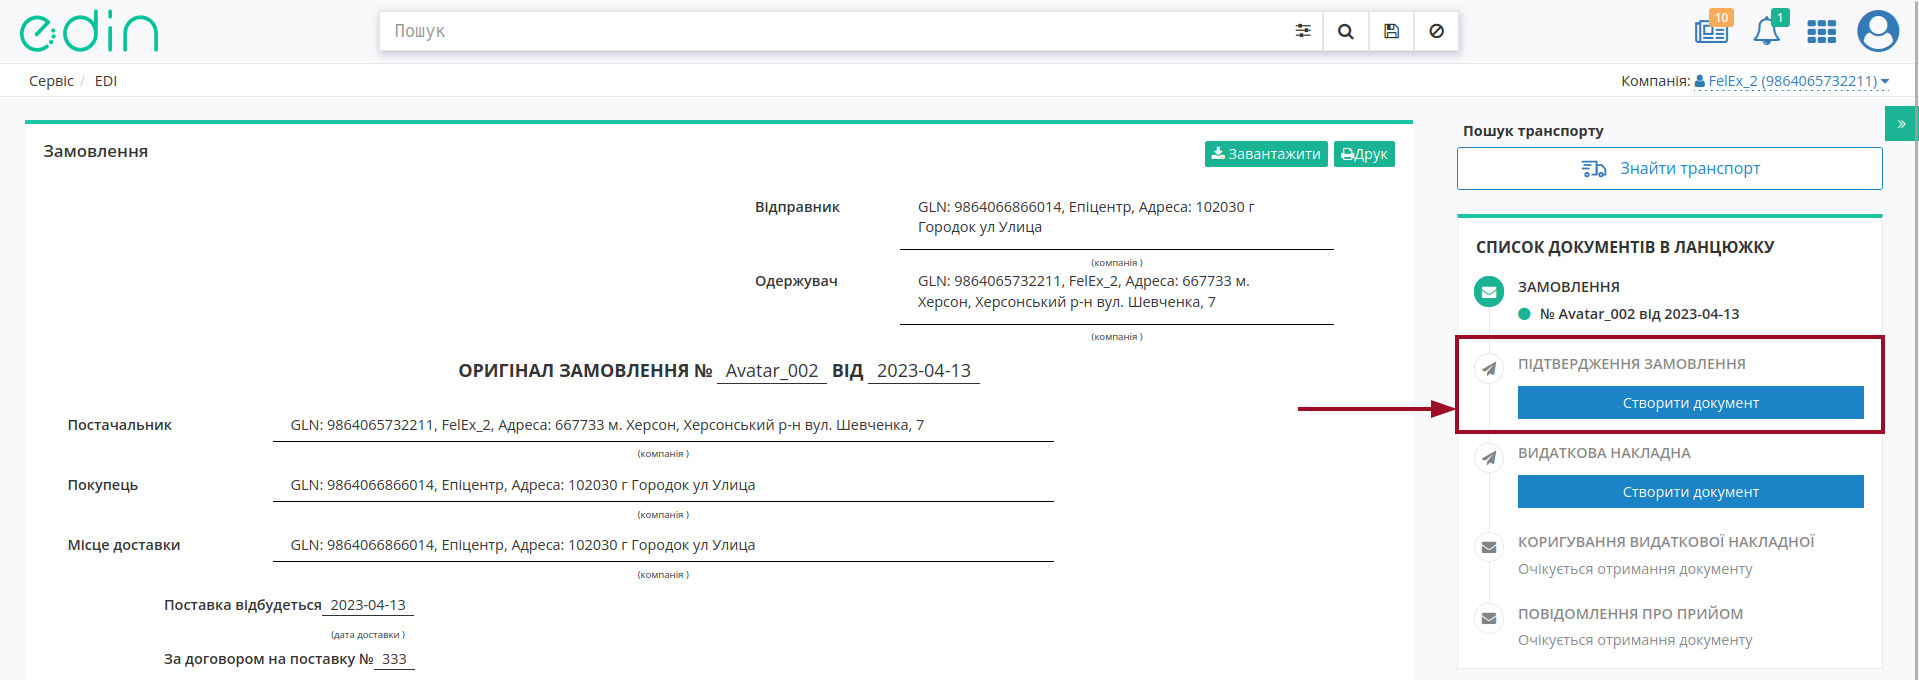 edin
Пошук
10
1
Сервіс / EDI
Компанія: FelEx_2 (9864065732211)
»
Замовлення
Завантажити
Друк
Відправник
GLN: 9864066866014, Епіцентр, Адреса: 102030 г
Городок ул Улица
(компанія )
Одержувач
GLN: 9864065732211, FelEx_2, Адреса: 667733 м.
Херсон, Херсонський р-н вул. Шевченка, 7
(компанія )
ОРИГІНАЛ ЗАМОВЛЕННЯ № Avatar_002 ВІД 2023-04-13
Постачальник
GLN: 9864065732211, FelEx_2, Адреса: 667733 м. Херсон, Херсонський р-н вул. Шевченка, 7
(компанія )
Покупець
GLN: 9864066866014, Епіцентр, Адреса: 102030 г Городок ул Улица
(компанія )
Місце доставки
GLN: 9864066866014, Епіцентр, Адреса: 102030 г Городок ул Улица
(компанія )
Поставка відбудеться 2023-04-13
(дата доставки )
За договором на поставку № 333
Пошук транспорту
Знайти транспорт
СПИСОК ДОКУМЕНТІВ В ЛАНЦЮЖКУ
ЗАМОВЛЕННЯ
№ Avatar_002 від 2023-04-13
ПІДТВЕРДЖЕННЯ ЗАМОВЛЕННЯ
Створити документ
ВИДАТКОВА НАКЛАДНА
Створити документ
КОРИГУВАННЯ ВИДАТКОВОЇ НАКЛАДНОЇ
Очікується отримання документу
ПОВІДОМЛЕННЯ ПРО ПРИЙОМ
Очікується отримання документу